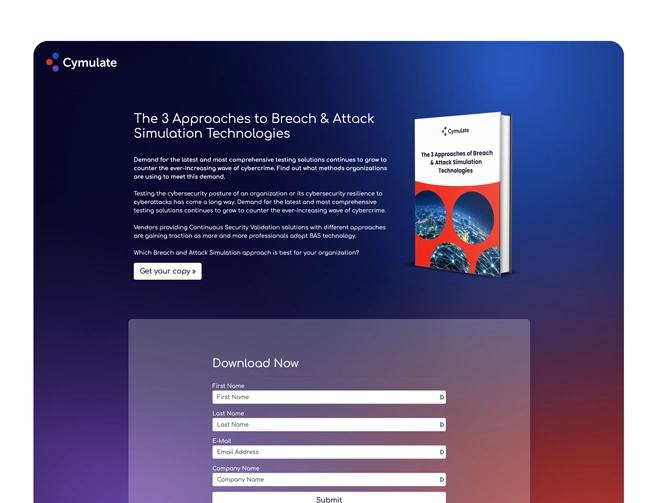 Cymulate
The 3 Approaches to Breach & Attack
Simulation Technologies
Demand for the latest and most comprehensive testing solutions continues to grow to
counter the ever-increasing wave of cybercrime. Find out what methods organizations
are using to meet this demand.
Testing the cybersecurity posture of an organization or its cybersecurity resilience to
cyberattacks has come a long way. Demand for the latest and most comprehensive
testing solutions continues to grow to counter the ever-increasing wave of cybercrime.
Vendors providing Continuous Security Validation solutions with different approaches
are gaining traction as more and more professionals adopt BAS technology.
Which Breach and Attack Simulation approach is best for your organization?
Get your copy »
Cymulate
The 3 Approaches of Breach
& Attack Simulation
Technologies
Download Now
First Name
First Name
Last Name
Last Name
E-Mail
Email Address
Company Name
Company Name
Submit